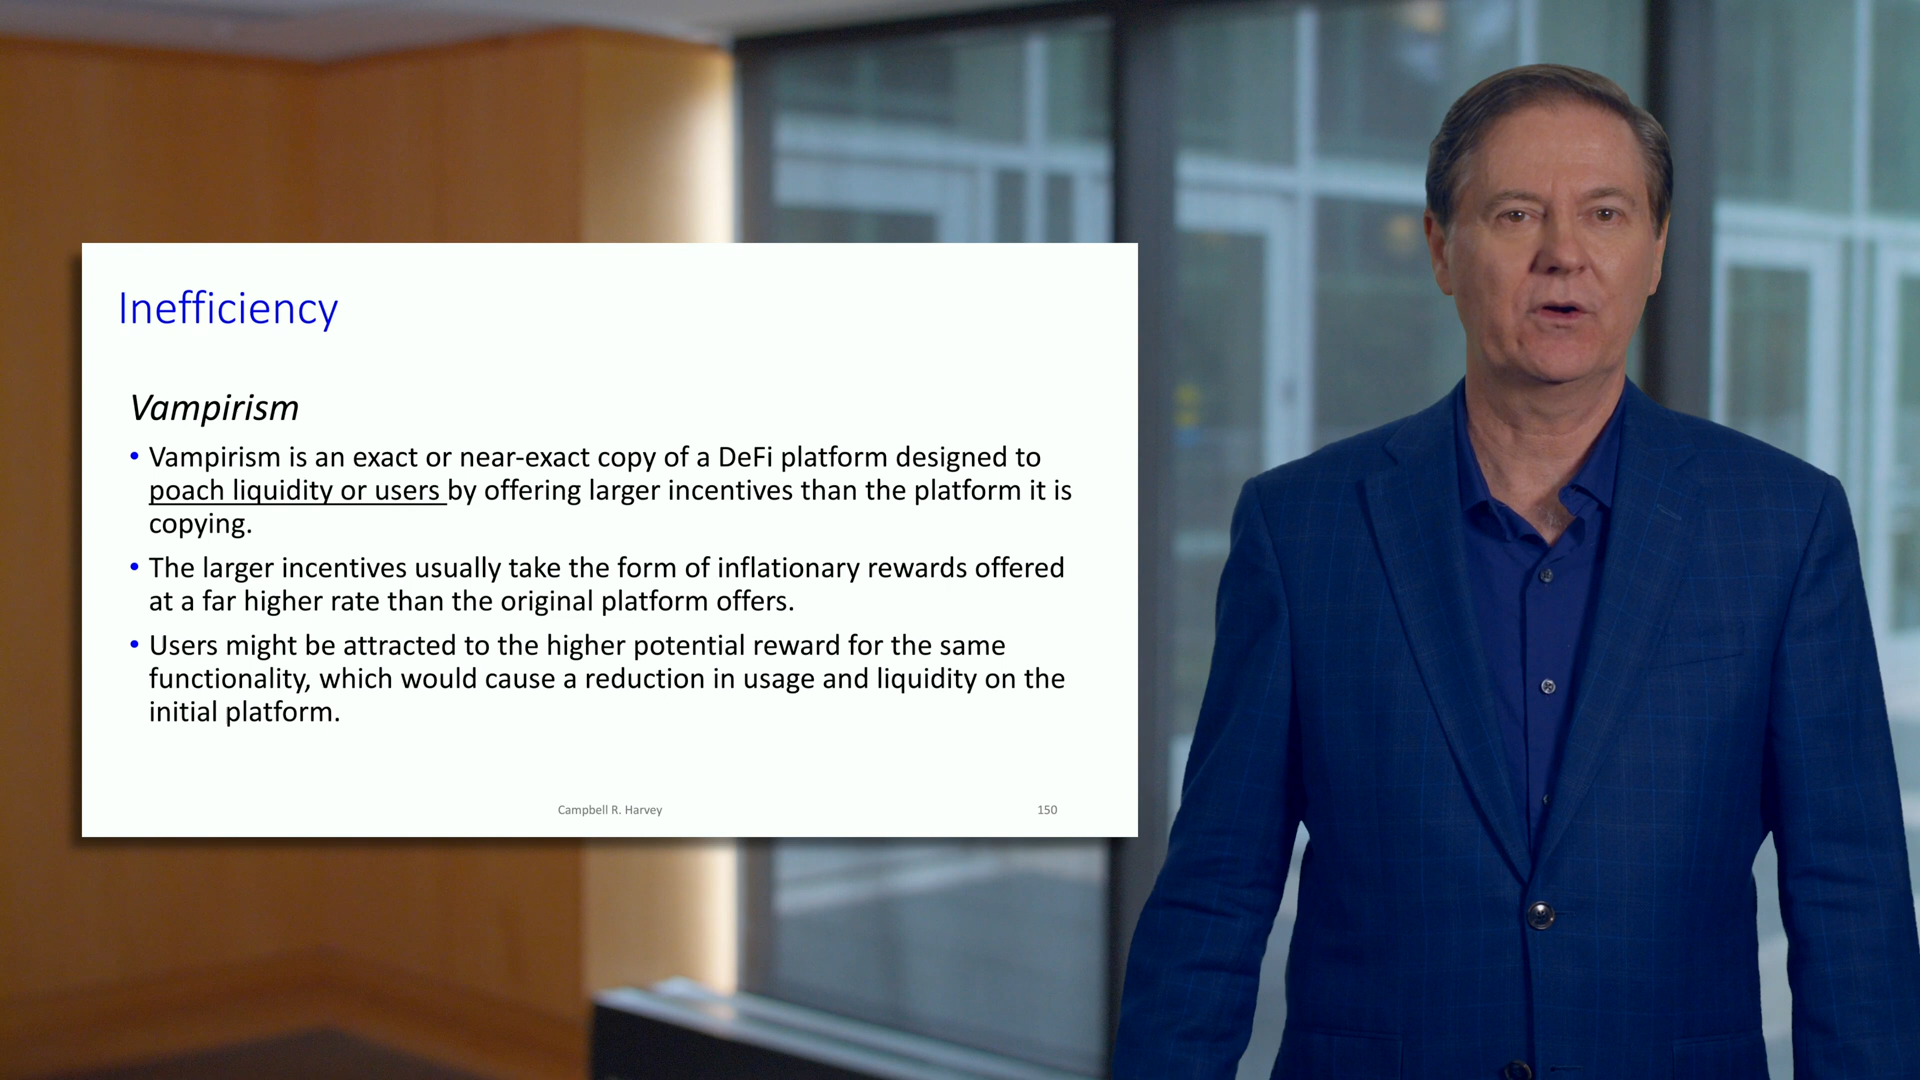 Inefficiency
Vampirism
• Vampirism is an exact or near-exact copy of a DeFi platform designed to
poach liquidity or users by offering larger incentives than the platform it is
copying.
• The larger incentives usually take the form of inflationary rewards offered
at a far higher rate than the original platform offers.
• Users might be attracted to the higher potential reward for the same
functionality, which would cause a reduction in usage and liquidity on the
initial platform.
Campbell R. Harvey
150